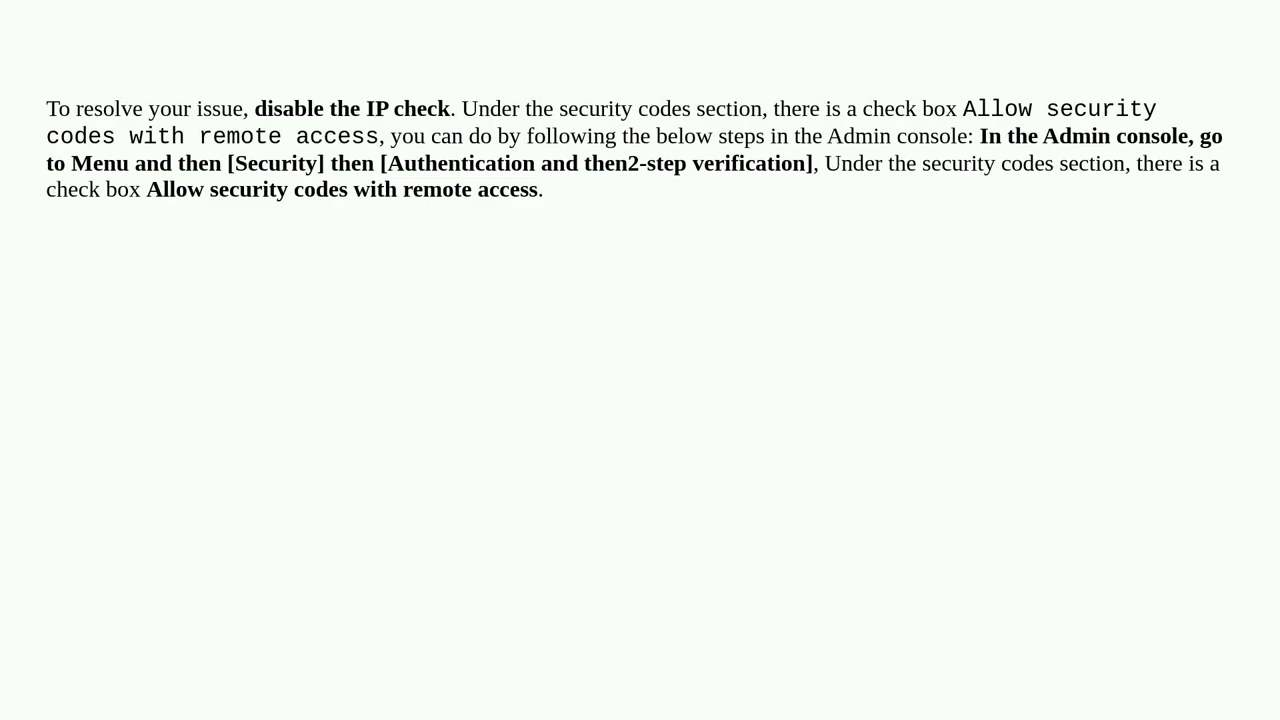 To resolve your issue, disable the IP check. Under the security codes section, there is a check box Allow security
codes with remote access, you can do by following the below steps in the Admin console: In the Admin console, go
to Menu and then [Security] then [Authentication and then2-step verification], Under the security codes section, there is a
check box Allow security codes with remote access.